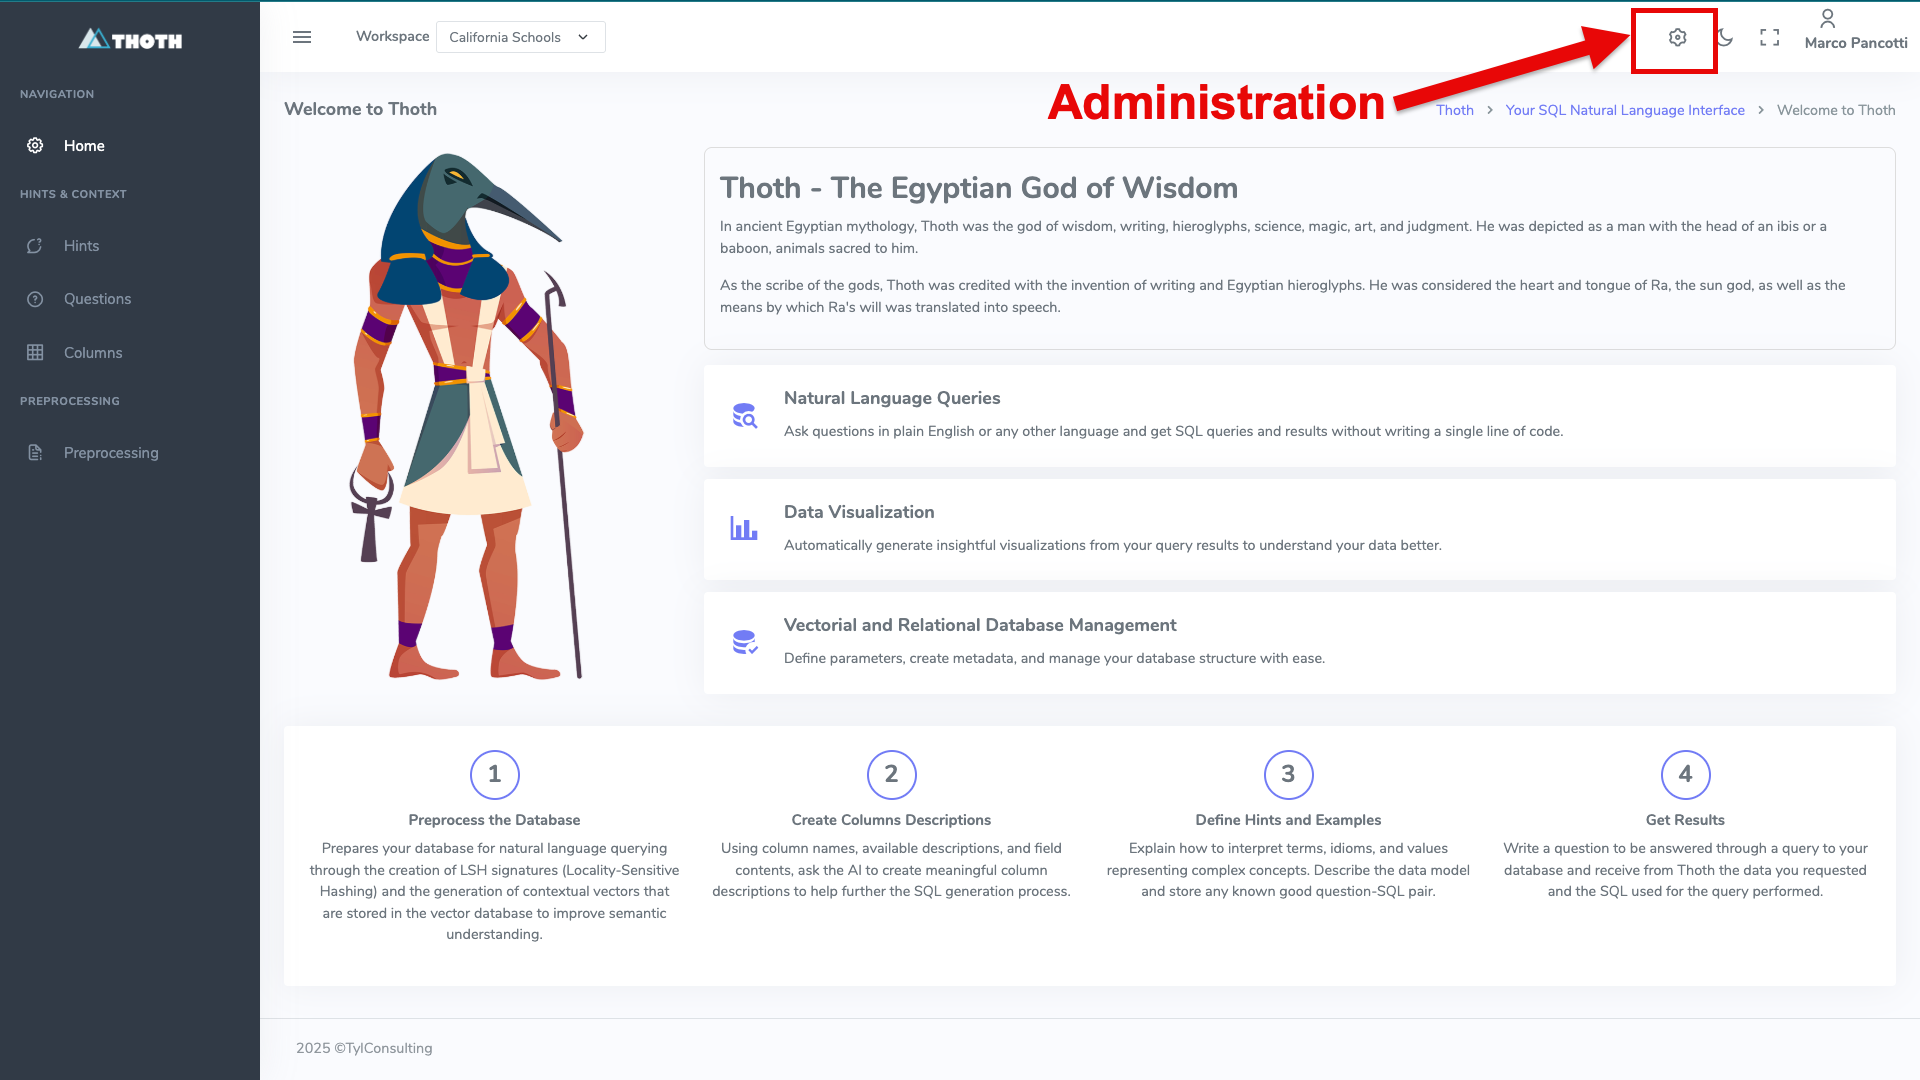 THOTH
NAVIGATION
Home
HINTS & CONTEXT
Hints
Questions
Columns
PREPROCESSING
Preprocessing
Workspace
California Schools
Marco Pancotti
Administration
Welcome to Thoth
Thoth > Your SQL Natural Language Interface > Welcome to Thoth
Thoth - The Egyptian God of Wisdom
In ancient Egyptian mythology, Thoth was the god of wisdom, writing, hieroglyphs, science, magic, art, and judgment. He was depicted as a man with the head of an ibis or a
baboon, animals sacred to him.
As the scribe of the gods, Thoth was credited with the invention of writing and Egyptian hieroglyphs. He was considered the heart and tongue of Ra, the sun god, as well as the
means by which Ra's will was translated into speech.
Natural Language Queries
Ask questions in plain English or any other language and get SQL queries and results without writing a single line of code.
Data Visualization
Automatically generate insightful visualizations from your query results to understand your data better.
Vectorial and Relational Database Management
Define parameters, create metadata, and manage your database structure with ease.
1
Preprocess the Database
Prepares your database for natural language querying
through the creation of LSH signatures (Locality-Sensitive
Hashing) and the generation of contextual vectors that
are stored in the vector database to improve semantic
understanding.
2
Create Columns Descriptions
Using column names, available descriptions, and field
contents, ask the AI to create meaningful column
descriptions to help further the SQL generation process.
3
Define Hints and Examples
Explain how to interpret terms, idioms, and values
representing complex concepts. Describe the data model
and store any known good question-SQL pair.
4
Get Results
Write a question to be answered through a query to your
database and receive from Thoth the data you requested
and the SQL used for the query performed.
2025 ©TylConsulting